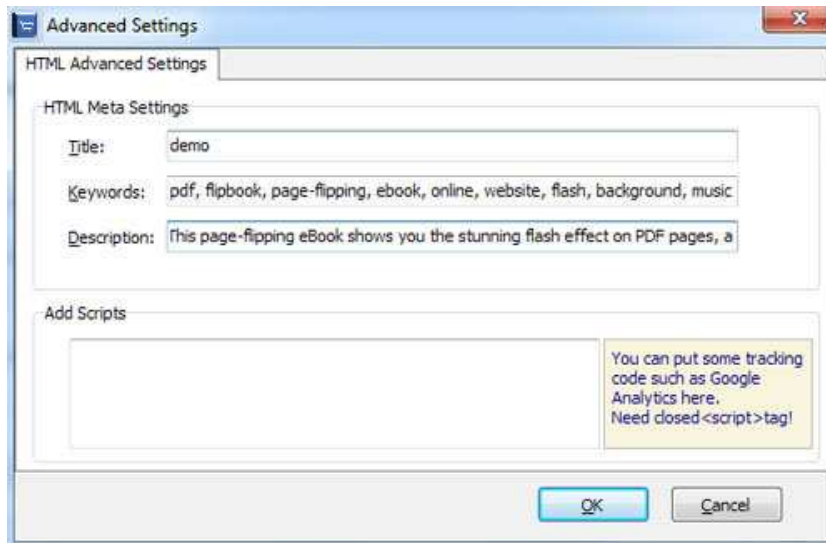 Advanced Settings
HTML Advanced Settings
HTML Meta Settings
Title: demo
Keywords: pdf, flipbook, page-flipping, ebook, online, website, flash, background, music
Description: This page-flipping eBook shows you the stunning flash effect on PDF pages, a
Add Scripts
You can put some tracking
code such as Google
Analytics here.
Need closed<script>tag!
OK Cancel